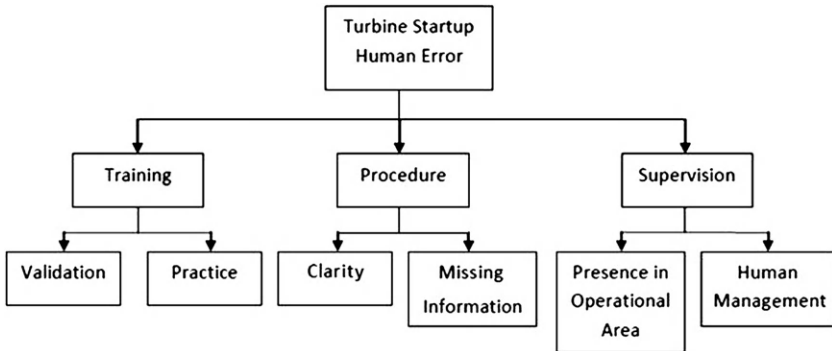 Turbine Startup
Human Error
Training
Procedure
Supervision
Validation
Practice
Clarity
Missing
Information
Presence in
Operational
Area
Human
Management